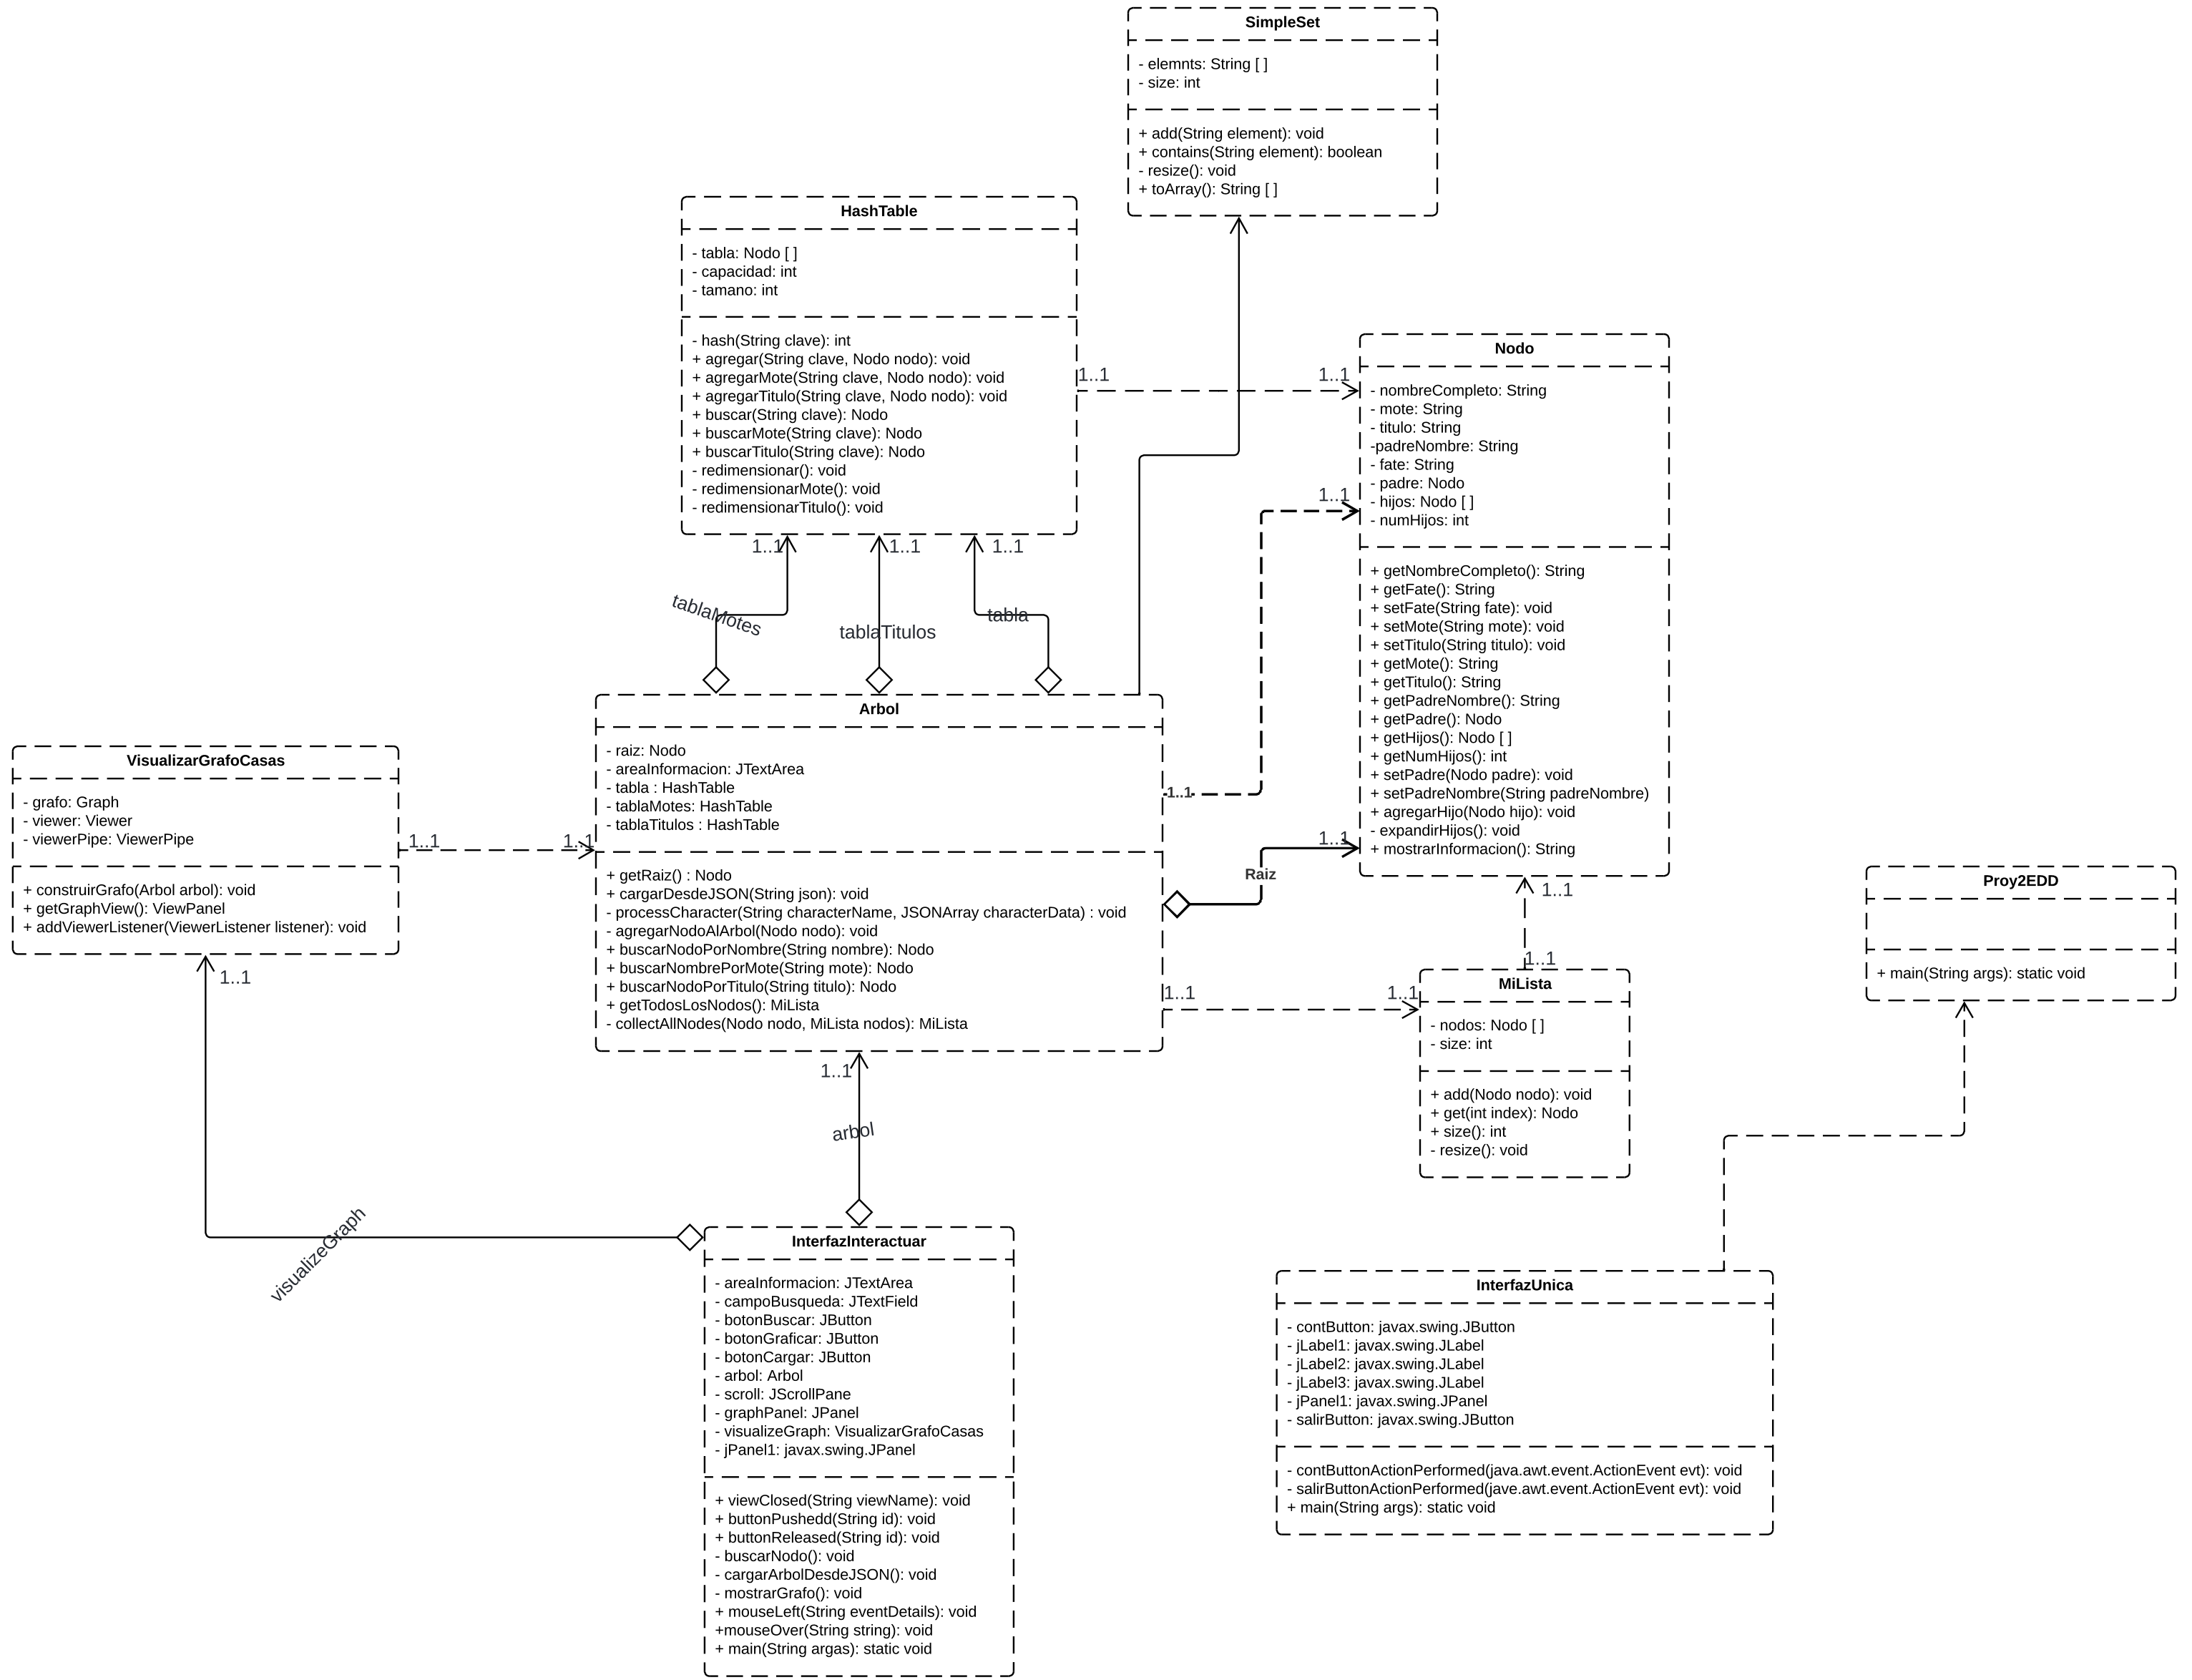 SimpleSet
- elemnts: String [ ]
- size: int
+ add(String element): void
+ contains(String element): boolean
- resize(): void
+ toArray(): String [ ]
HashTable
- tabla: Nodo [ ]
- capacidad: int
- tamano: int
- hash(String clave): int
+ agregar(String clave, Nodo nodo): void
+ agregarMote(String clave, Nodo nodo): void
+ agregarTitulo(String clave, Nodo nodo): void
+ buscar(String clave): Nodo
+ buscarMote(String clave): Nodo
+ buscarTitulo(String clave): Nodo
- redimensionar(): void
- redimensionarMote(): void
- redimensionarTitulo(): void
1..1
1..1
Nodo
- nombreCompleto: String
- mote: String
- titulo: String
-padreNombre: String
- fate: String
- padre: Nodo
- hijos: Nodo [ ]
- numHijos: int
+ getNombreCompleto(): String
+ getFate(): String
+ setFate(String fate): void
+ setMote(String mote): void
+ setTitulo(String titulo): void
+ getMote(): String
+ getTitulo(): String
+ getPadreNombre(): String
+ getPadre(): Nodo
+ getHijos(): Nodo [ ]
+ getNumHijos(): int
+ setPadre(Nodo padre): void
+ setPadreNombre(String padreNombre)
+ agregarHijo(Nodo hijo): void
- expandirHijos(): void
+ mostrarInformacion(): String
1..1
1..1
1..1
tablaMotes
tablaTitulos
tabla
1..1
1..1
1..1
Raiz
Arbol
- raiz: Nodo
- areaInformacion: JTextArea
- tabla : HashTable
- tablaMotes: HashTable
- tablaTitulos : HashTable
+ getRaiz() : Nodo
+ cargarDesdeJSON(String json): void
- processCharacter(String characterName, JSONArray characterData) : void
- agregarNodoAlArbol(Nodo nodo): void
+ buscarNodoPorNombre(String nombre): Nodo
+ buscarNombrePorMote(String mote): Nodo
+ buscarNodoPorTitulo(String titulo): Nodo
+ getTodosLosNodos(): MiLista
- collectAllNodes(Nodo nodo, MiLista nodos): MiLista
VisualizarGrafoCasas
- grafo: Graph
- viewer: Viewer
- viewerPipe: ViewerPipe
+ construirGrafo(Arbol arbol): void
+ getGraphView(): ViewPanel
+ addViewerListener(ViewerListener listener): void
1..1
1..1
1..1
1..1
1..1
1..1
1..1
MiLista
- nodos: Nodo [ ]
- size: int
+ add(Nodo nodo): void
+ get(int index): Nodo
+ size(): int
- resize(): void
Proy2EDD
+ main(String args): static void
1..1
arbol
visualizeGraph
InterfazInteractuar
- areaInformacion: JTextArea
- campoBusqueda: JTextField
- botonBuscar: JButton
- botonGraficar: JButton
- botonCargar: JButton
- arbol: Arbol
- scroll: JScrollPane
- graphPanel: JPanel
- visualizeGraph: VisualizarGrafoCasas
- jPanel1: javax.swing.JPanel
+ viewClosed(String viewName): void
+ buttonPushedd(String id): void
+ buttonReleased(String id): void
- buscarNodo(): void
- cargarArbolDesdeJSON(): void
- mostrarGrafo(): void
+ mouseLeft(String eventDetails): void
+mouseOver(String string): void
+ main(String argas): static void
InterfazUnica
- contButton: javax.swing.JButton
- jLabel1: javax.swing.JLabel
- jLabel2: javax.swing.JLabel
- jLabel3: javax.swing.JLabel
- jPanel1: javax.swing.JPanel
- salirButton: javax.swing.JButton
- contButtonActionPerformed(java.awt.event.ActionEvent evt): void
- salirButtonActionPerformed(jave.awt.event.ActionEvent evt): void
+ main(String args): static void